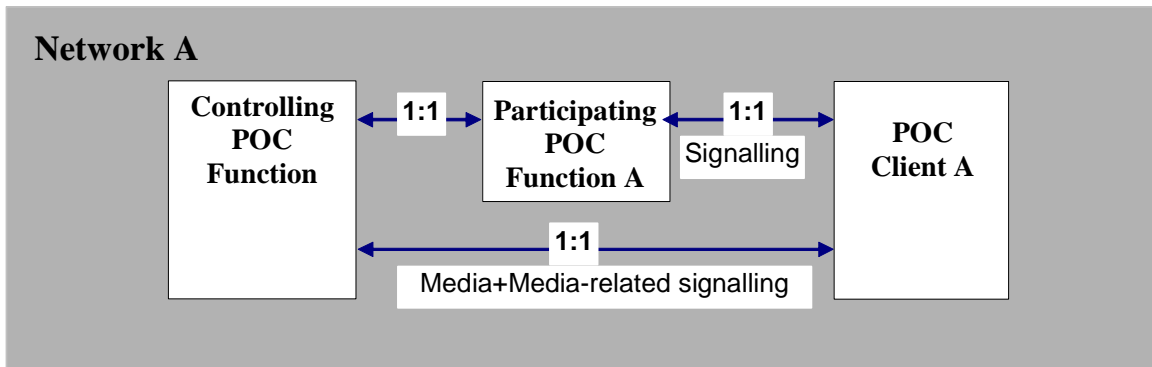 Network A
Controlling
POC
Function
1:1
Participating
POC
Function A
1:1
Signalling
POC
Client A
1:1
Media+Media-related signalling